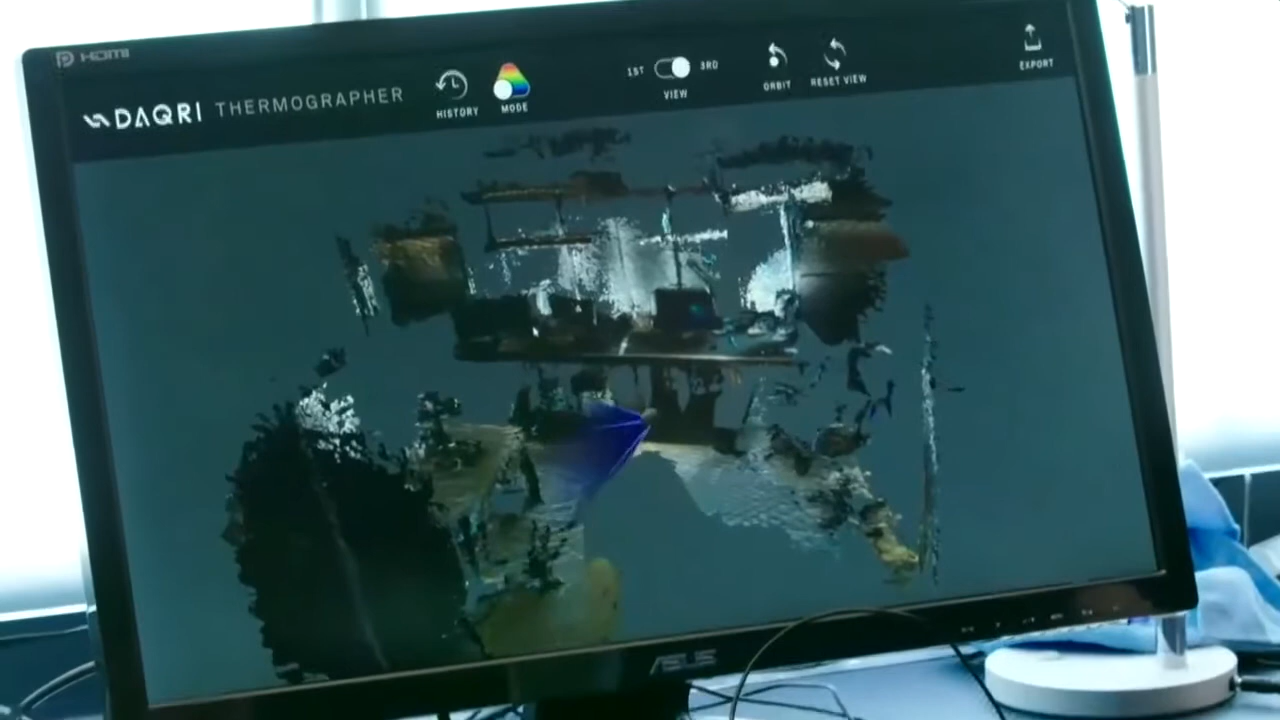 HDMI
DAQRI THERMOGRAPHER
HISTORY
MODE
1ST
3RD
VIEW
ORBIT
RESET VIEW
EXPORT
ASUS